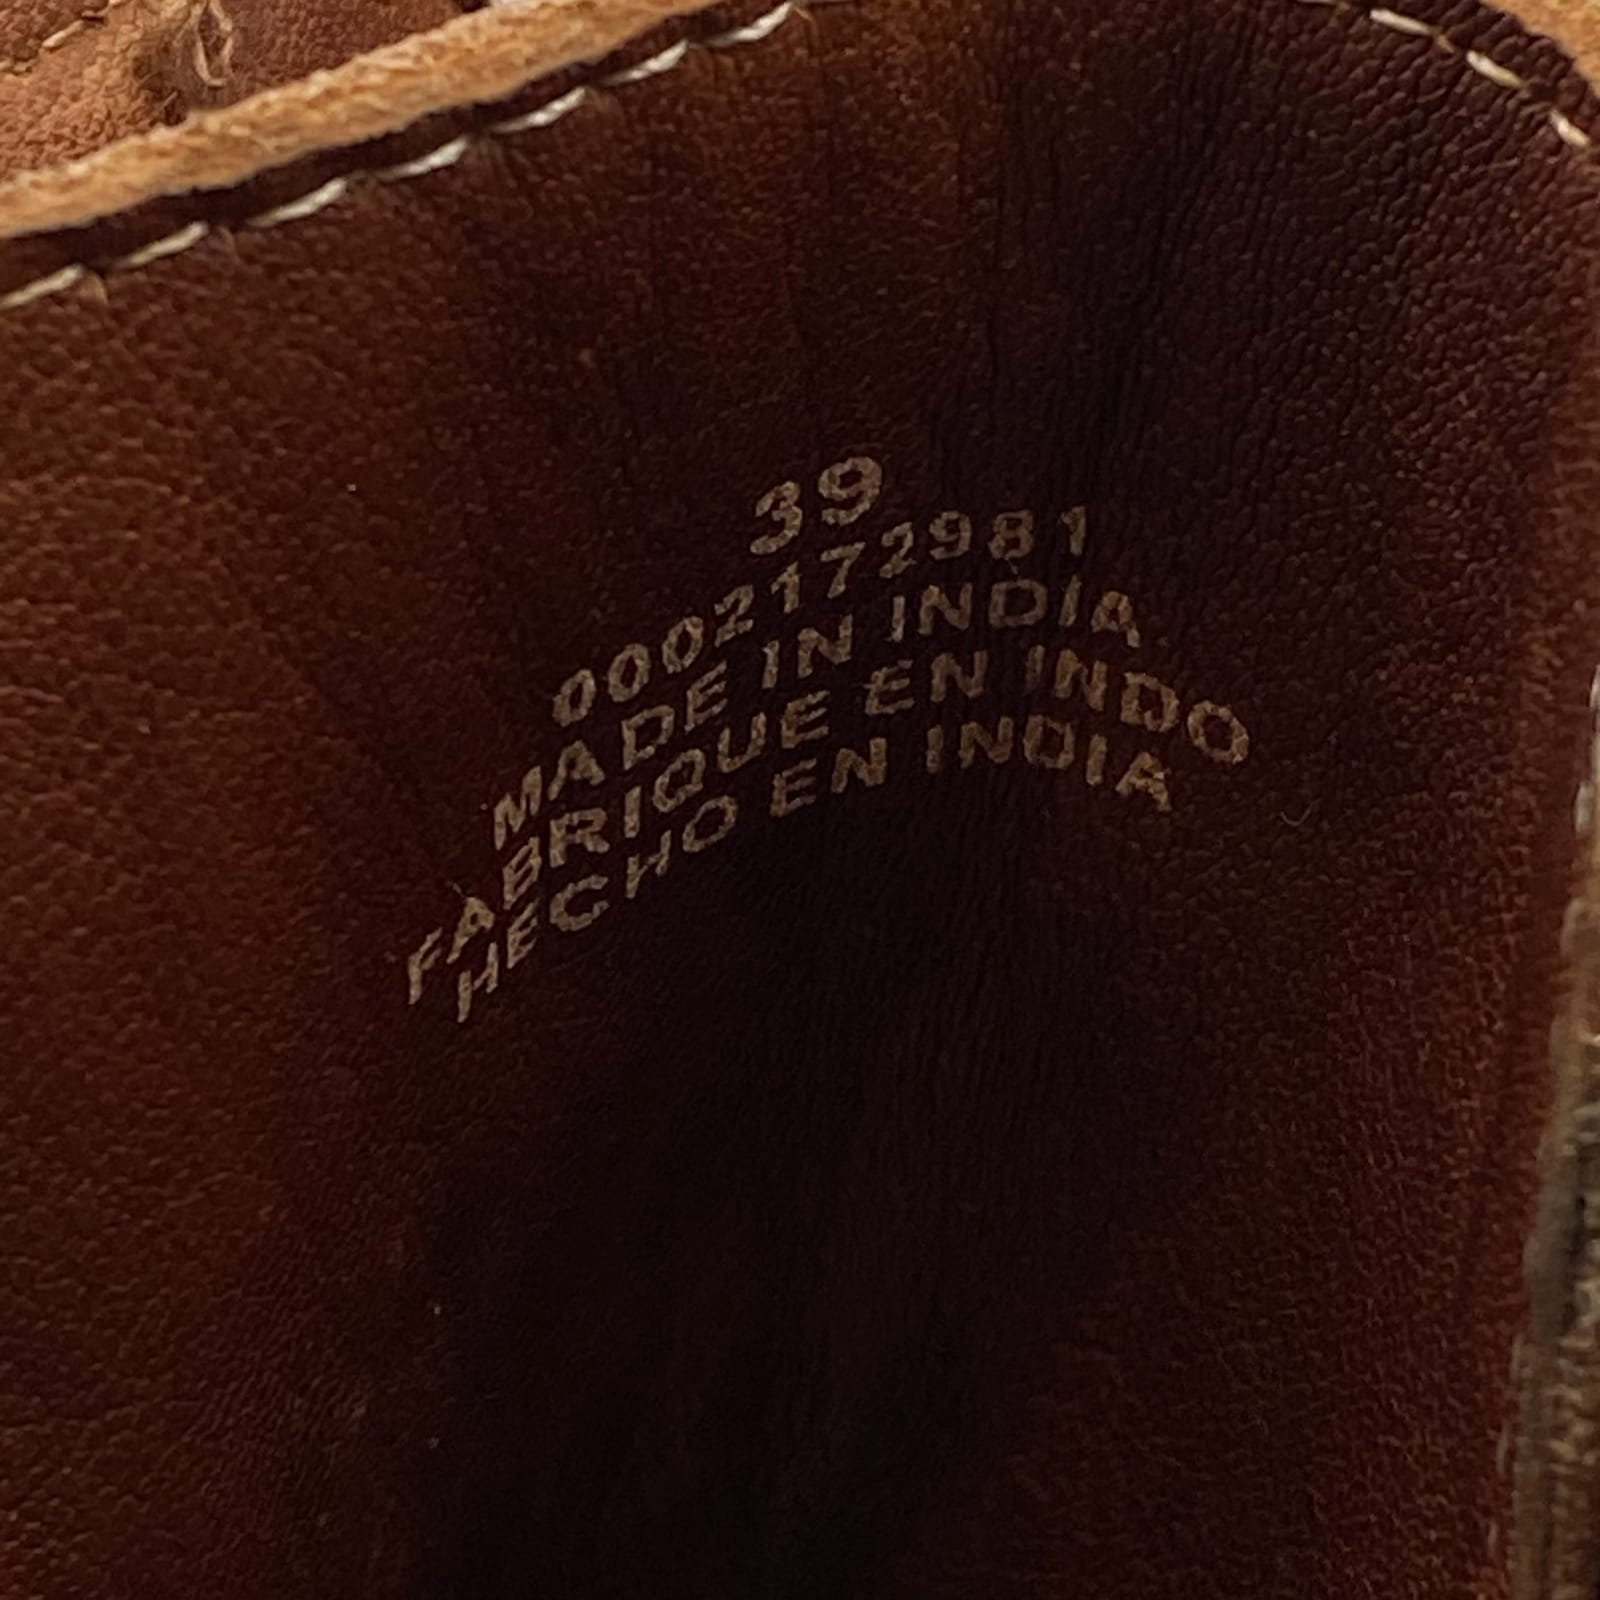 39
0002172981
MADE IN INDIA
FABRIQUE EN INDO
HECHO EN INDIA